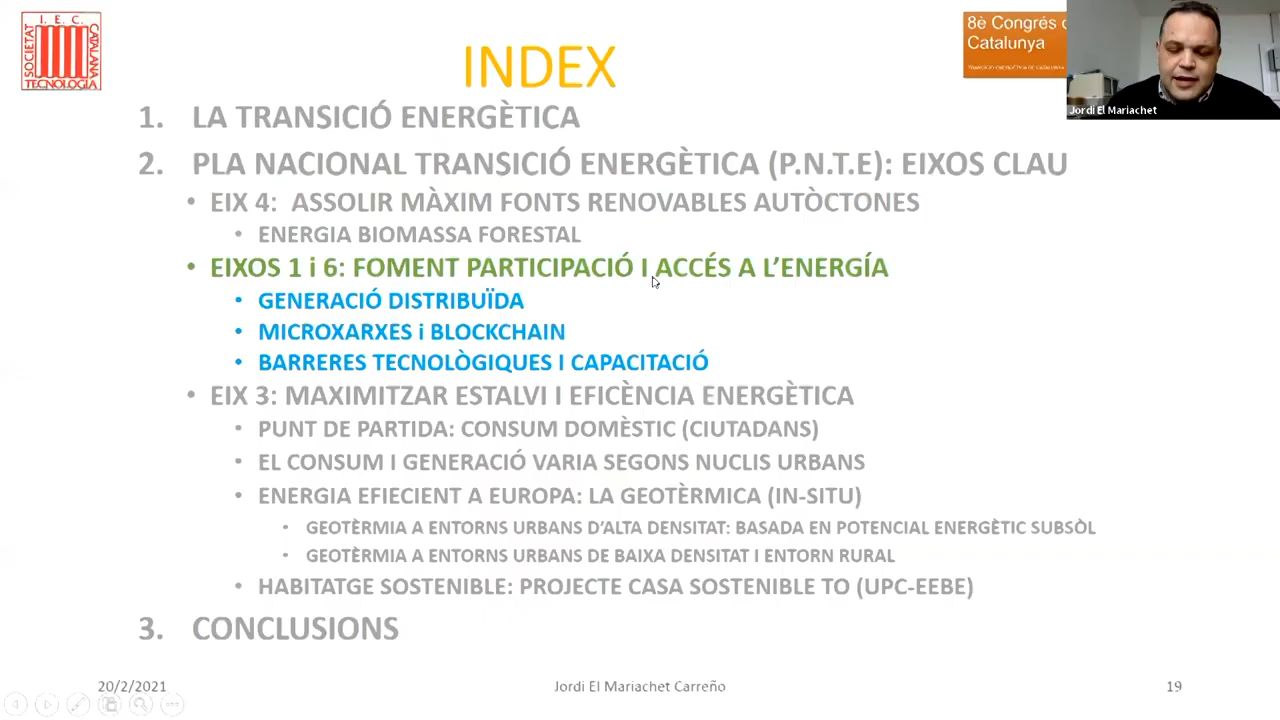 I. E. C.
SOCIETAT
CATALANA
TECNOLOGIA
8è Congrés d
Catalunya
TRANSICIÓ ENERGÈTICA DE CATALUNYA
Jordi El Mariachet
INDEX
1. LA TRANSICIÓ ENERGÈTICA
2. PLA NACIONAL TRANSICIÓ ENERGÈTICA (P.N.T.E): EIXOS CLAU
• EIX 4: ASSOLIR MÀXIM FONTS RENOVABLES AUTÒCTONES
• ENERGIA BIOMASSA FORESTAL
• EIXOS 1 i 6: FOMENT PARTICIPACIÓ I ACCÉS A L’ENERGÍA
• GENERACIÓ DISTRIBUÏDA
• MICROXARXES i BLOCKCHAIN
• BARRERES TECNOLÒGIQUES I CAPACITACIÓ
• EIX 3: MAXIMITZAR ESTALVI I EFICÈNCIA ENERGÈTICA
• PUNT DE PARTIDA: CONSUM DOMÈSTIC (CIUTADANS)
• EL CONSUM I GENERACIÓ VARIA SEGONS NUCLIS URBANS
• ENERGIA EFIECIENT A EUROPA: LA GEOTÈRMICA (IN-SITU)
• GEOTÈRMIA A ENTORNS URBANS D’ALTA DENSITAT: BASADA EN POTENCIAL ENERGÈTIC SUBSÒL
• GEOTÈRMIA A ENTORNS URBANS DE BAIXA DENSITAT I ENTORN RURAL
• HABITATGE SOSTENIBLE: PROJECTE CASA SOSTENIBLE TO (UPC-EEBE)
3. CONCLUSIONS
20/2/2021
Jordi El Mariachet Carreño
19